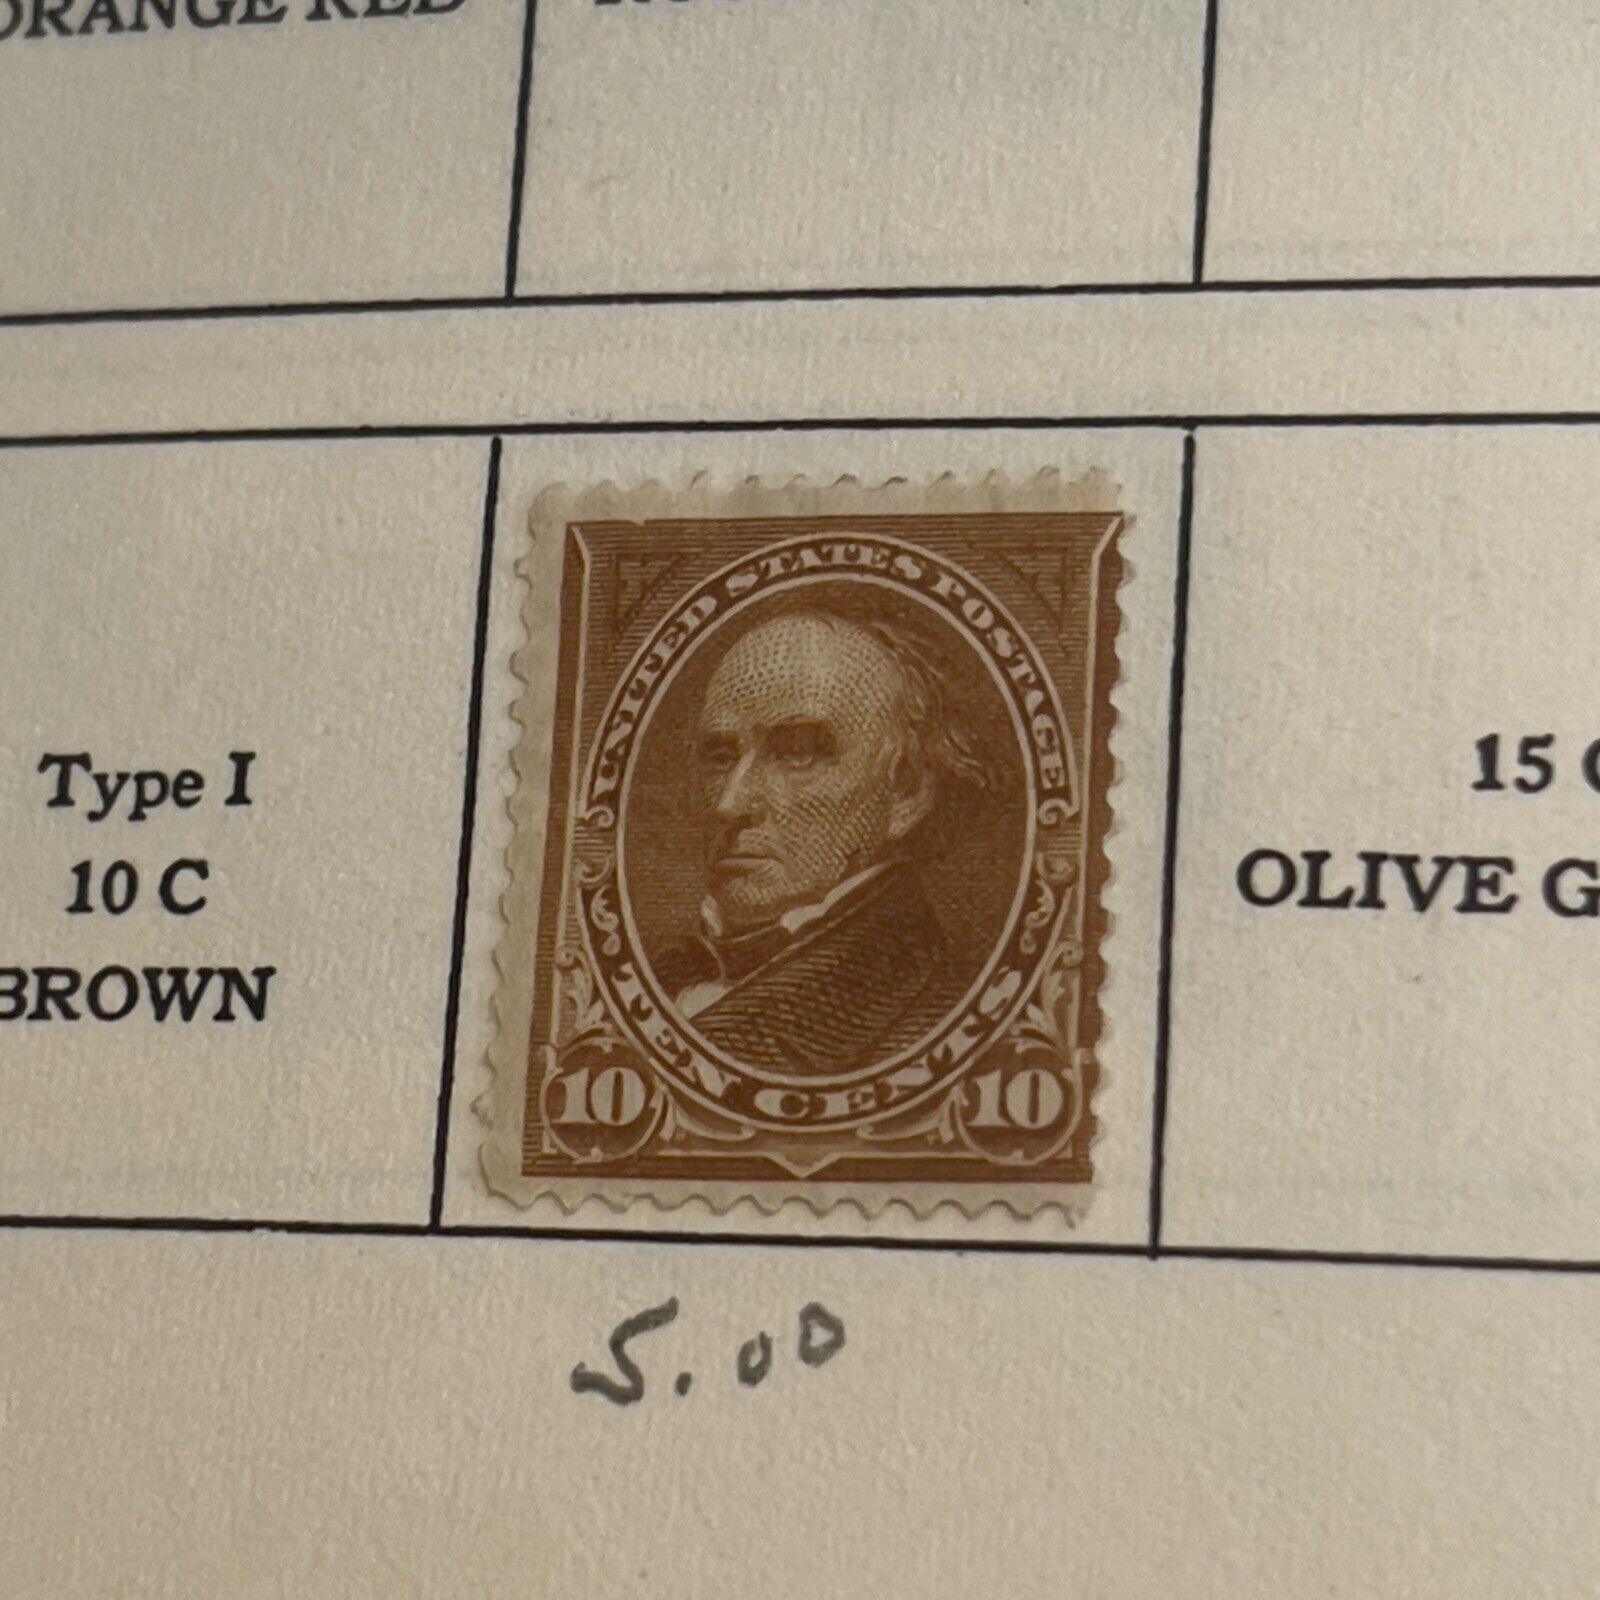 ORANGE RED
UNITED STATES POSTAGE
TEN CENTS
10 10
Type I
10 C
BROWN
15
OLIVE G
5.00